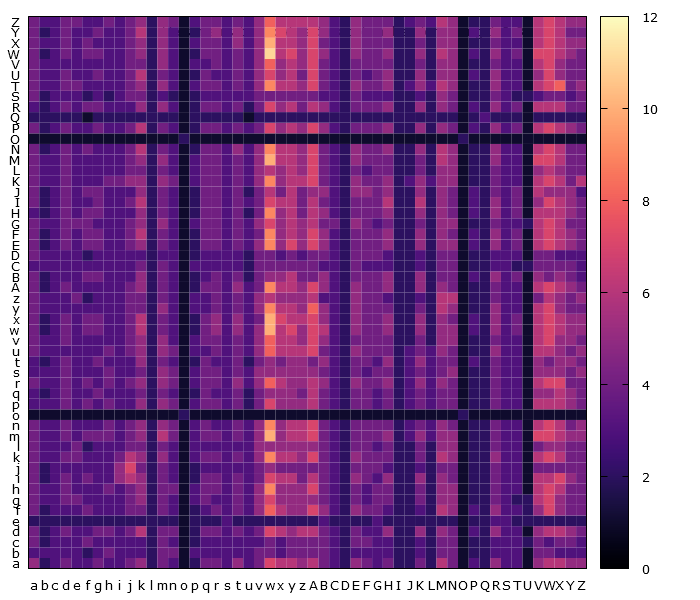 Z
Y
X
W
V
U
T
S
R
Q
P
O
N
M
L
K
J
I
H
G
F
E
D
C
B
A
z
y
x
w
v
u
t
s
r
q
p
o
n
m
l
k
j
i
h
g
f
e
d
c
b
a
a b c d e f g h i j k l m n o p q r s t u v w x y z A B C D E F G H I J K L M N O P Q R S T U V W X Y Z
12
10
8
6
4
2
0